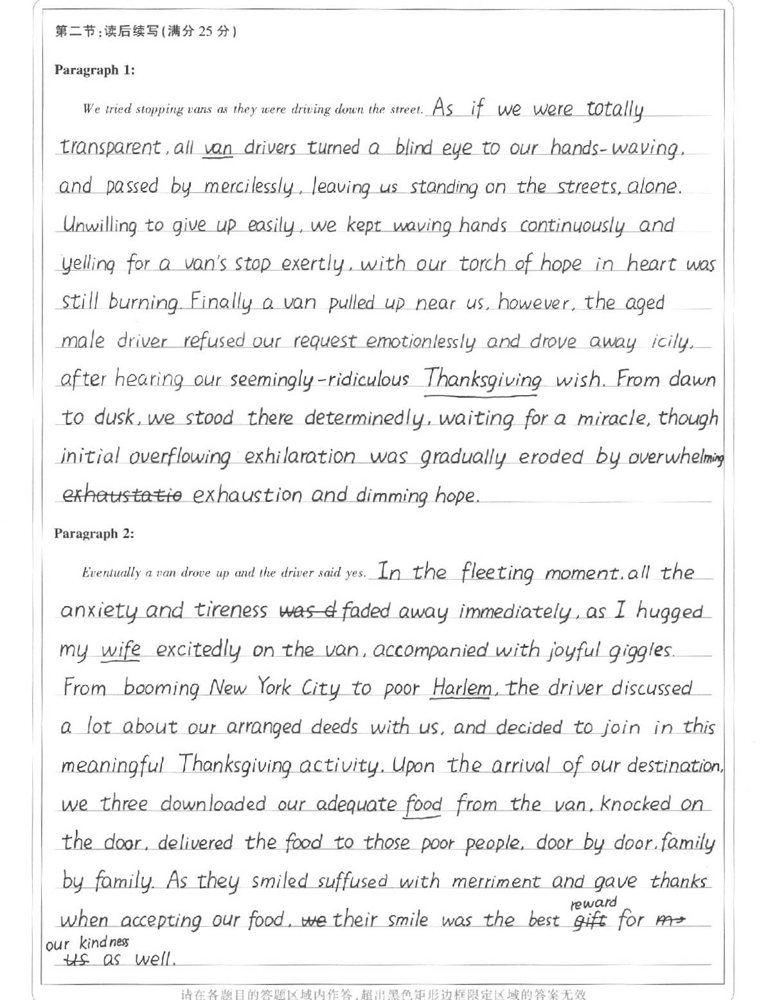 第二节:读后续写(满分 25 分)
Paragraph 1:
We tried stopping vans as they were driving down the street. As if we were totally
transparent, all van drivers turned a blind eye to our hands-waving,
and passed by mercilessly, leaving us standing on the streets, alone.
Unwilling to give up easily, we kept waving hands continuously and
yelling for a van's stop exertly, with our torch of hope in heart was
still burning. Finally a van pulled up near us, however, the aged
male driver refused our request emotionlessly and drove away icily,
after hearing our seemingly-ridiculous Thanksgiving wish. From dawn
to dusk, we stood there determinedly, waiting for a miracle, though
initial overflowing exhilaration was gradually eroded by overwhelming
exhaustatio exhaustion and dimming hope.
Paragraph 2:
Eventually a van drove up and the driver said yes. In the fleeting moment, all the
anxiety and tireness was d faded away immediately, as I hugged
my wife excitedly on the van, accompanied with joyful giggles.
From booming New York City to poor Harlem, the driver discussed
a lot about our arranged deeds with us, and decided to join in this
meaningful Thanksgiving activity. Upon the arrival of our destination,
we three downloaded our adequate food from the van, knocked on
the door, delivered the food to those poor people, door by door, family
by family. As they smiled suffused with merriment and gave thanks
reward
when accepting our food, we their smile was the best gift for m
our kindness
us as well.
请在各题目的答题区域内作答,超出黑色矩形边框限定区域的答案无效